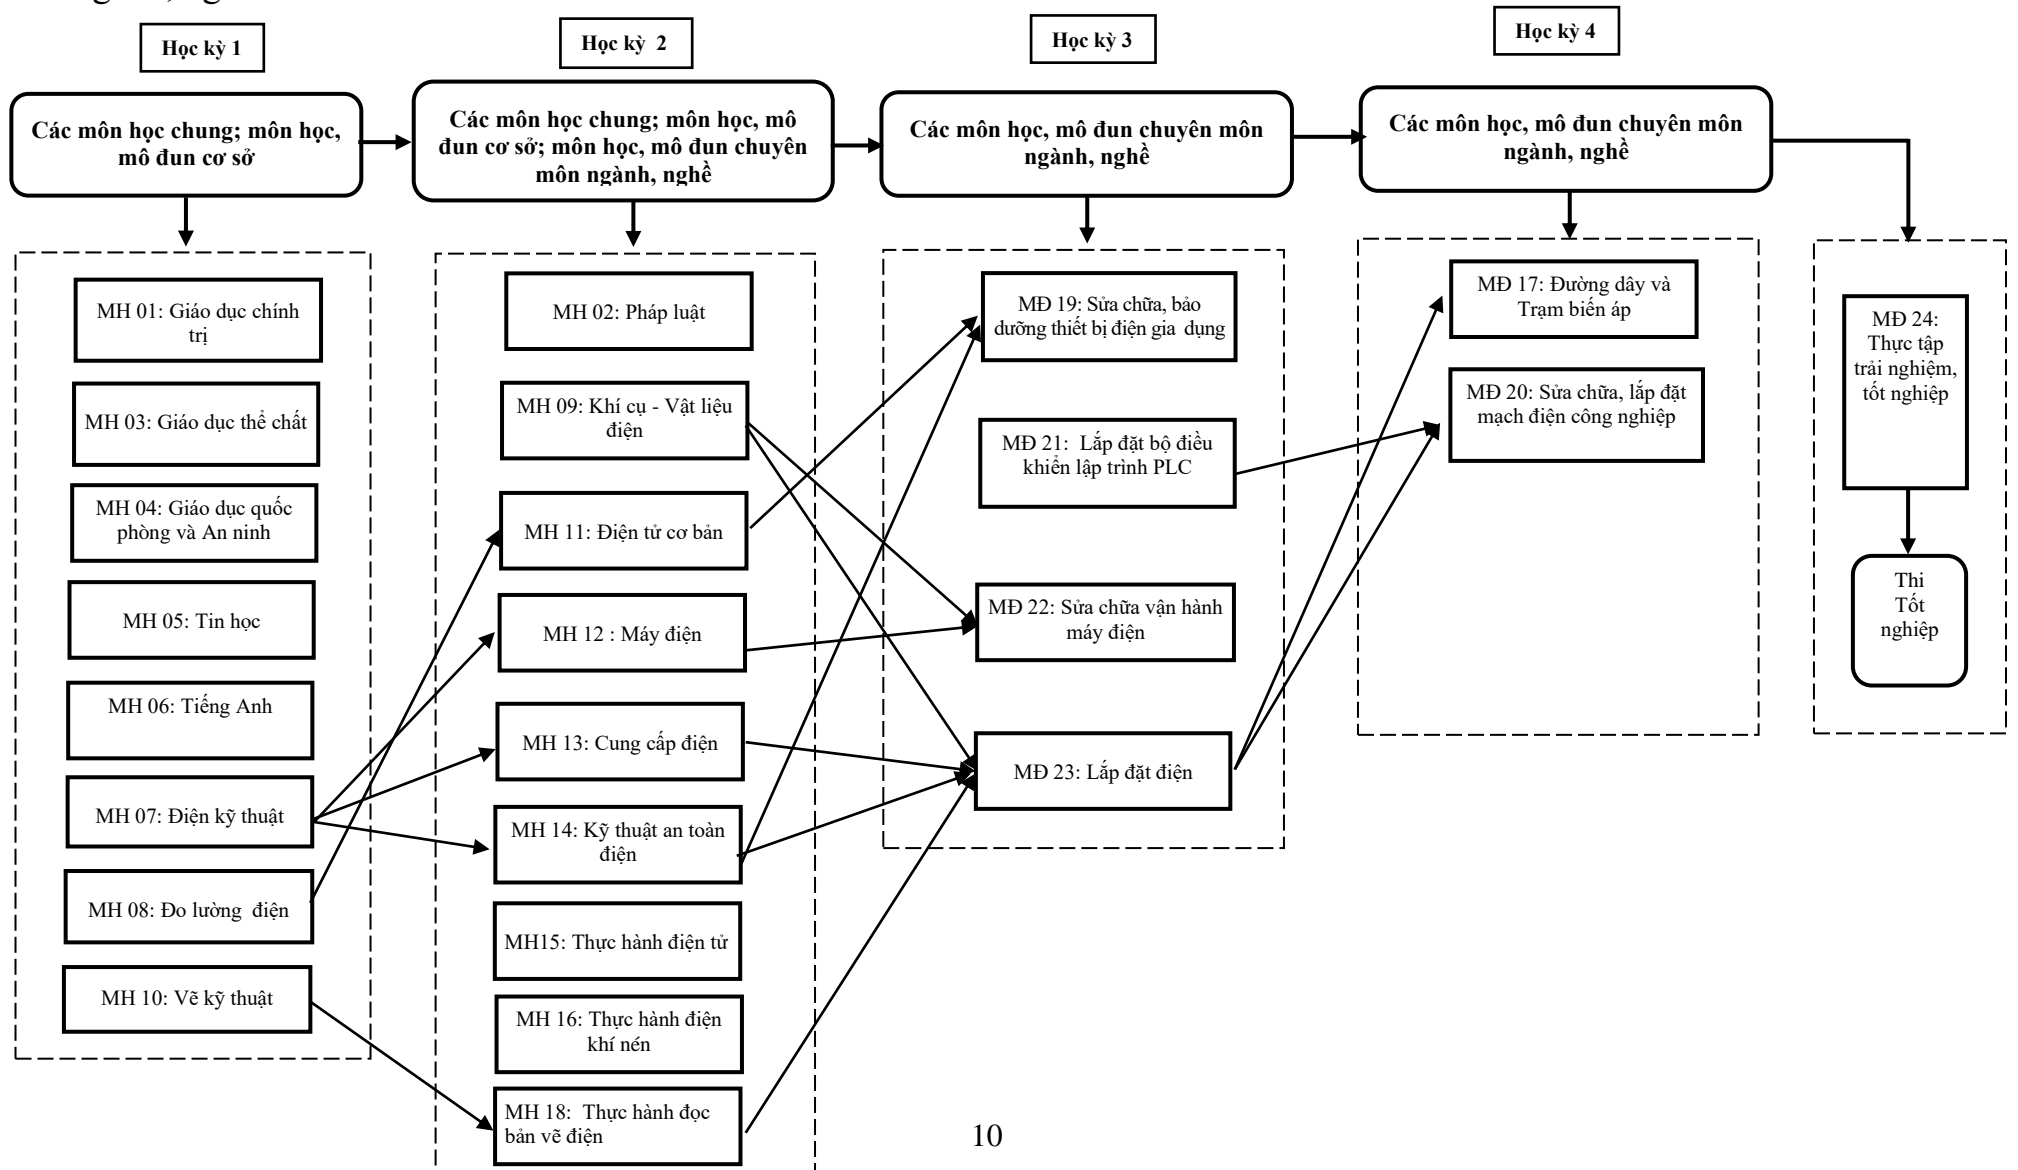 Học kỳ 1
Học kỳ 2
Học kỳ 3
Học kỳ 4
Các môn học chung; môn học,
mô đun cơ sở
Các môn học chung; môn học, mô
đun cơ sở; môn học, mô đun chuyên
môn ngành, nghề
Các môn học, mô đun chuyên môn
ngành, nghề
Các môn học, mô đun chuyên môn
ngành, nghề
MH 01: Giáo dục chính
trị
MH 03: Giáo dục thể chất
MH 04: Giáo dục quốc
phòng và An ninh
MH 05: Tin học
MH 06: Tiếng Anh
MH 07: Điện kỹ thuật
MH 08: Đo lường điện
MH 10: Vẽ kỹ thuật
MH 02: Pháp luật
MH 09: Khí cụ - Vật liệu
điện
MH 11: Điện tử cơ bản
MH 12 : Máy điện
MH 13: Cung cấp điện
MH 14: Kỹ thuật an toàn
điện
MH15: Thực hành điện tử
MH 16: Thực hành điện
khí nén
MH 18: Thực hành đọc
bản vẽ điện
MĐ 19: Sửa chữa, bảo
dưỡng thiết bị điện gia dụng
MĐ 21: Lắp đặt bộ điều
khiển lập trình PLC
MĐ 22: Sửa chữa vận hành
máy điện
MĐ 23: Lắp đặt điện
MĐ 17: Đường dây và
Trạm biến áp
MĐ 20: Sửa chữa, lắp đặt
mạch điện công nghiệp
MĐ 24:
Thực tập
trải nghiệm,
tốt nghiệp
Thi
Tốt
nghiệp
10